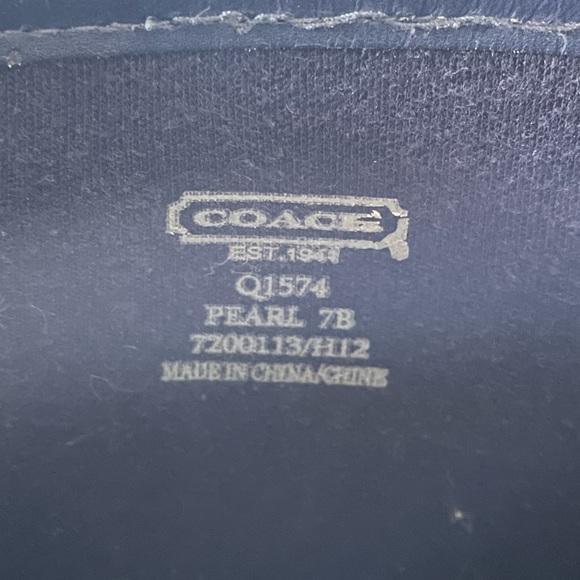 COACH
EST. 1941
Q1574
PEARL 7B
7200113/H12
MADE IN CHINA/CHINE